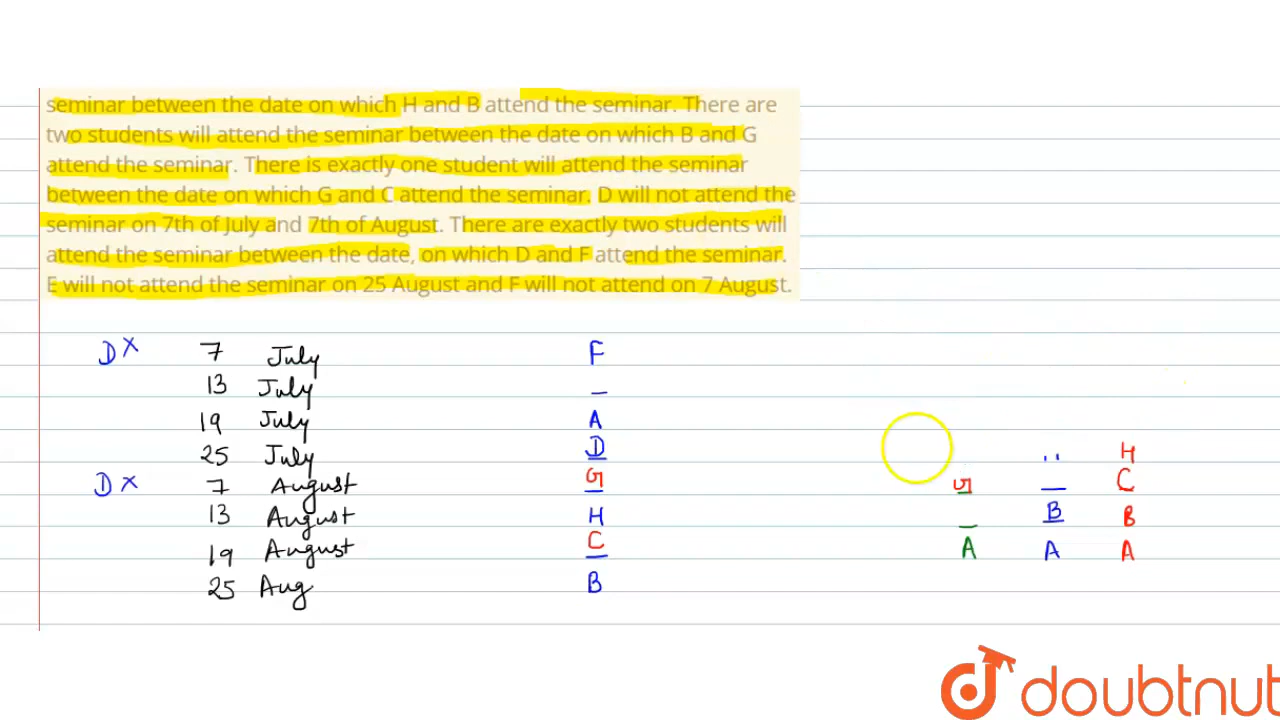 seminar between the date on which H and B attend the seminar. There are
two students will attend the seminar between the date on which B and G
attend the seminar. There is exactly one student will attend the seminar
between the date on which G and C attend the seminar. D will not attend the
seminar on 7th of July and 7th of August. There are exactly two students will
attend the seminar between the date, on which D and F attend the seminar.
E will not attend the seminar on 25 August and F will not attend on 7 August.
D× 7 July F
13 July –
19 July A
25 July D H
D× 7 August G G – C
13 August H – B B
19 August C A A A
25 Aug B
doubtnut